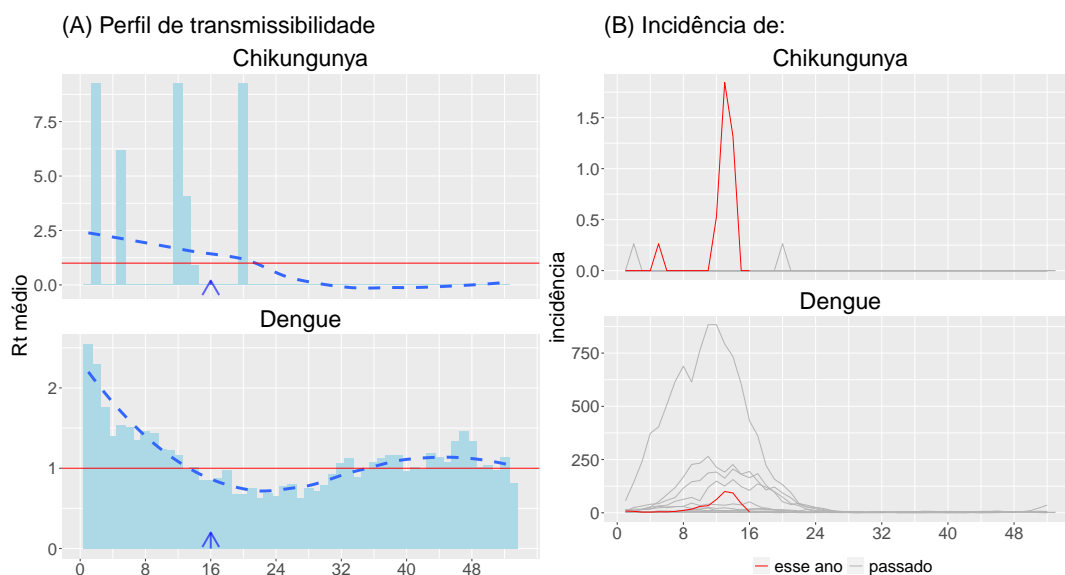 (A) Perfil de transmissibilidade
Chikungunya
7.5
5.0
2.5
0.0
Dengue
2
1
0
0 8 16 24 32 40 48
Rt médio
(B) Incidência de:
Chikungunya
1.5
1.0
0.5
0.0
Dengue
750
500
250
0
0 8 16 24 32 40 48
incidência
esse ano passado